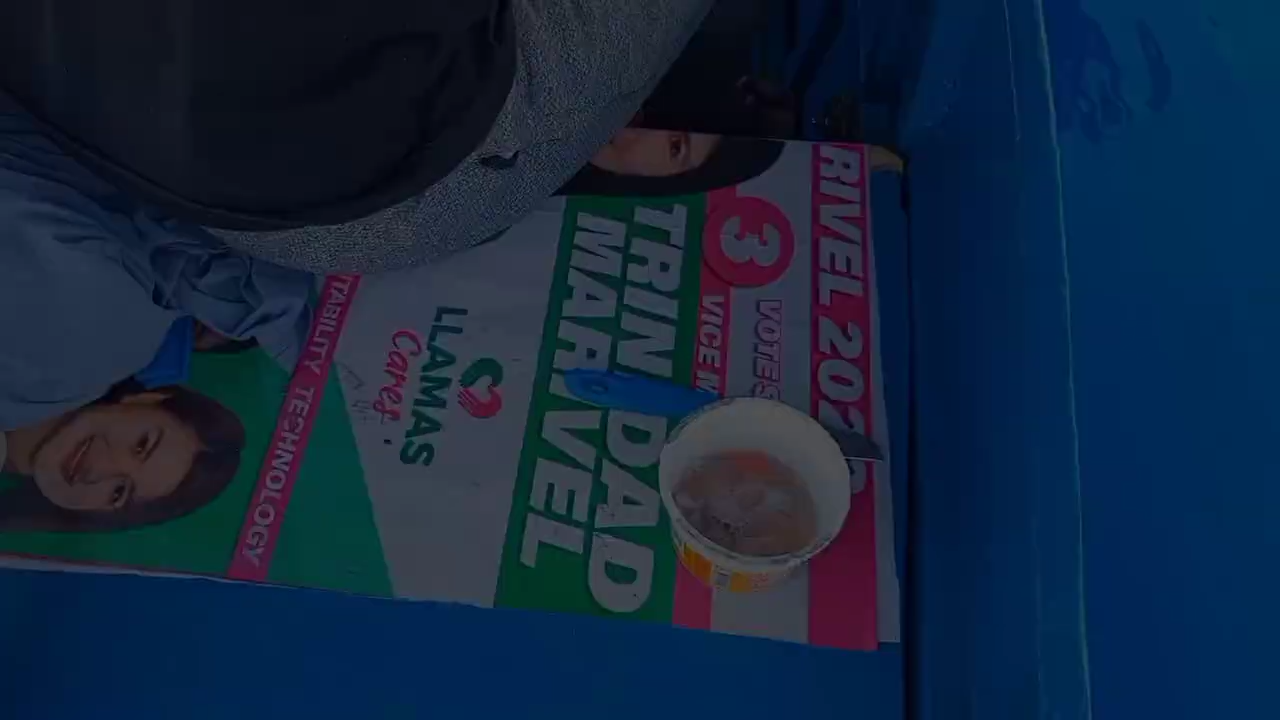 RIVEL 202
3
VOTES
VICE M
TRINIDAD
MARVEL
LLAMAS
Cares!
TABILITY TECHNOLOGY